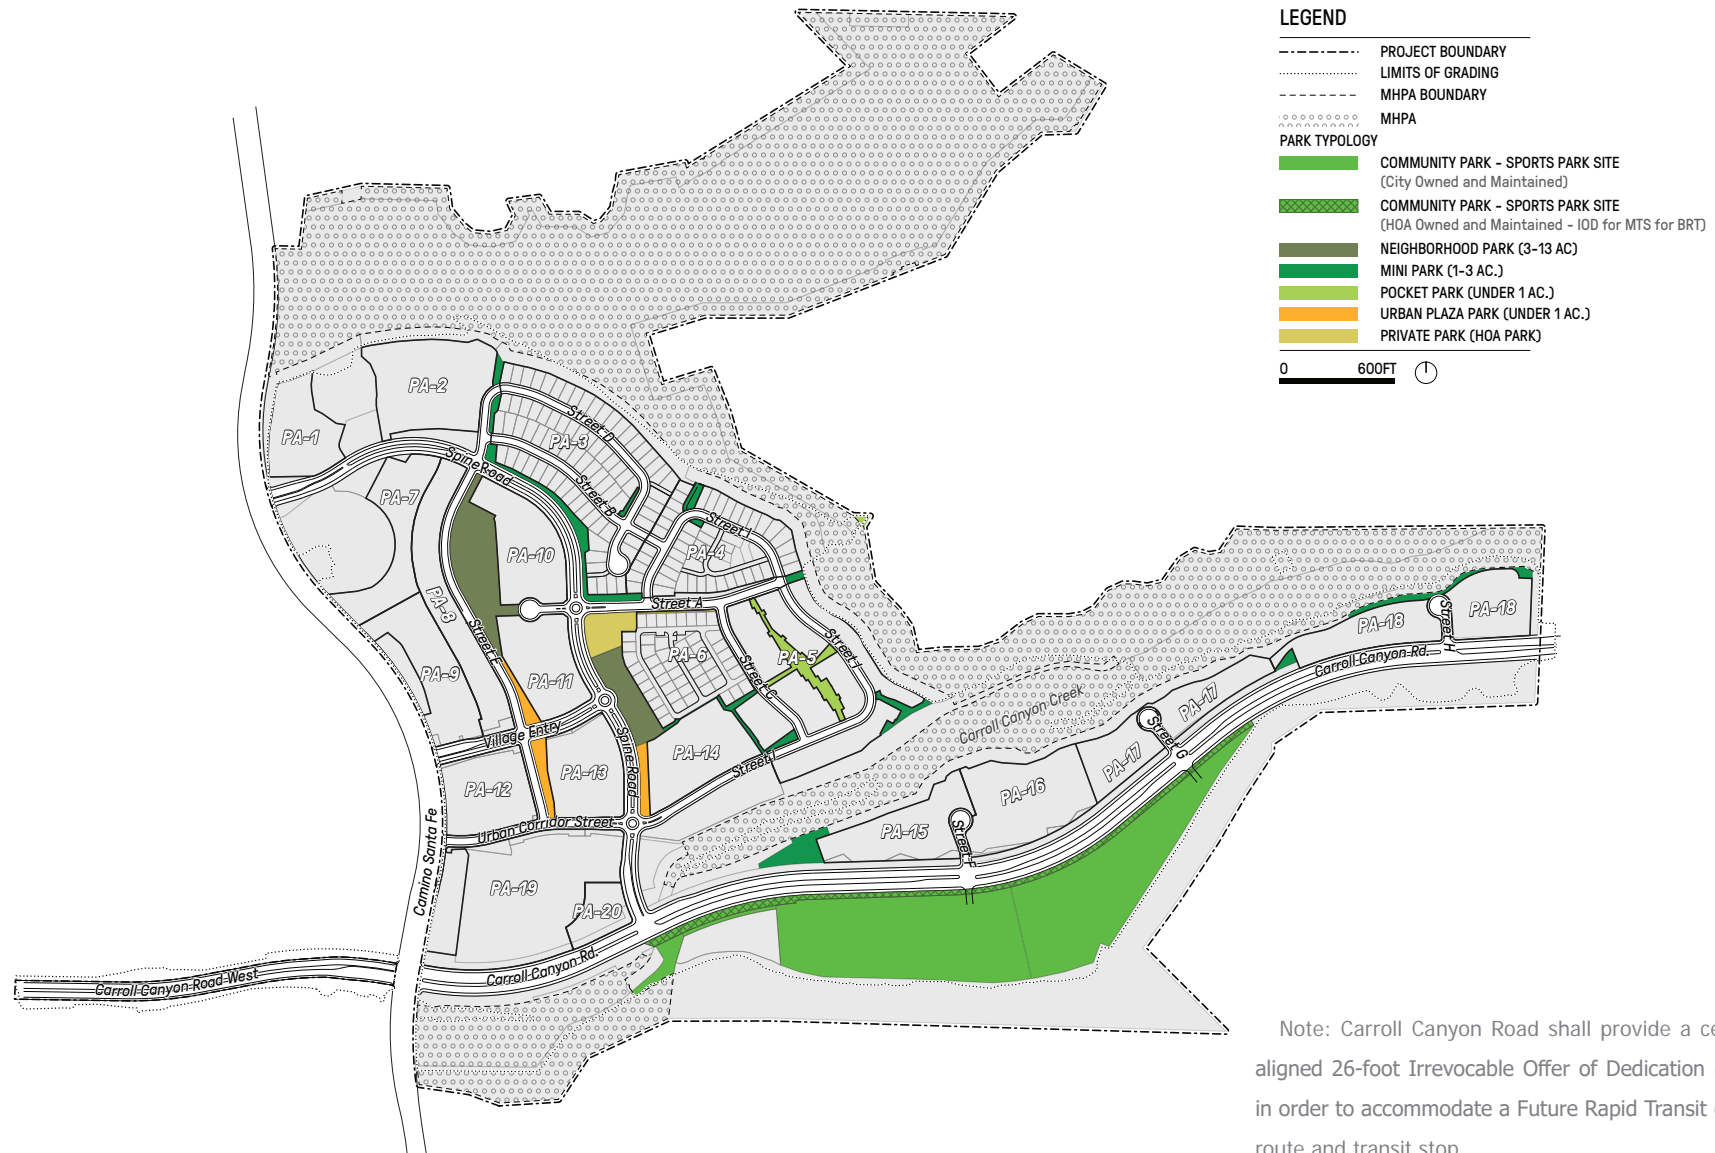 LEGEND
PROJECT BOUNDARY
LIMITS OF GRADING
MHPA BOUNDARY
MHPA
PARK TYPOLOGY
COMMUNITY PARK - SPORTS PARK SITE
(City Owned and Maintained)
COMMUNITY PARK - SPORTS PARK SITE
(HOA Owned and Maintained - IOD for MTS for BRT)
NEIGHBORHOOD PARK (3-13 AC)
MINI PARK (1-3 AC.)
POCKET PARK (UNDER 1 AC.)
URBAN PLAZA PARK (UNDER 1 AC.)
PRIVATE PARK (HOA PARK)
0 600FT
PA-1
PA-2
Street D
PA-3
Spine Road
Street B
PA-7
Street I
PA-4
PA-10
Street A
PA-8
Street E
PA-9
PA-11
PA-6
PA-5
Street I
Street C
Village Entry
Spine Road
PA-14
Street I
PA-13
PA-12
Urban Corridor Street
Camino Santa Fe
PA-19
PA-20
Carroll Canyon Rd.
Carroll Canyon Road West
Carroll Canyon Creek
PA-15
Street F
PA-16
PA-17
Street G
PA-17
Carroll Canyon Rd.
PA-18
Street H
PA-18
Note: Carroll Canyon Road shall provide a
aligned 26-foot Irrevocable Offer of Dedication
in order to accommodate a Future Rapid Transit
route and transit stop